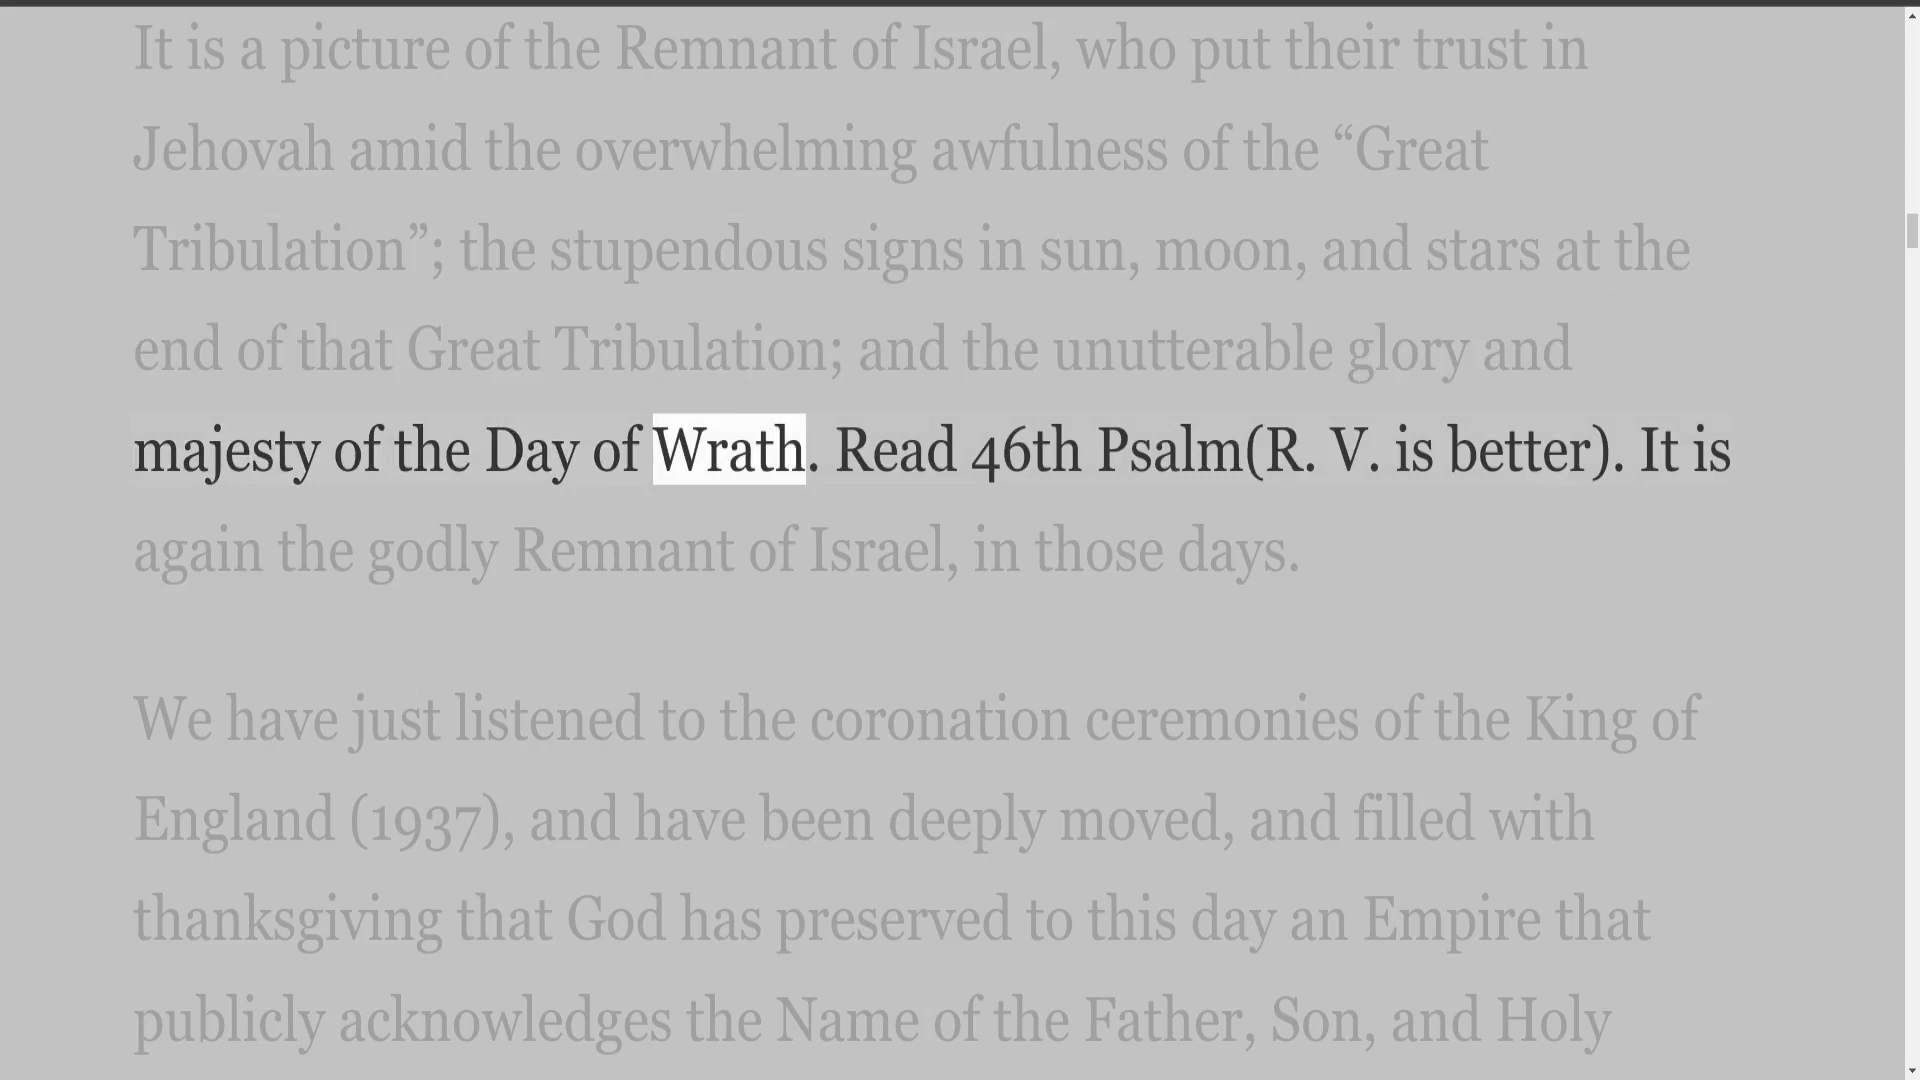 It is a picture of the Remnant of Israel, who put their trust in
Jehovah amid the overwhelming awfulness of the “Great
Tribulation”; the stupendous signs in sun, moon, and stars at the
end of that Great Tribulation; and the unutterable glory and
majesty of the Day of Wrath. Read 46th Psalm(R. V. is better). It is
again the godly Remnant of Israel, in those days.
We have just listened to the coronation ceremonies of the King of
England (1937), and have been deeply moved, and filled with
thanksgiving that God has preserved to this day an Empire that
publicly acknowledges the Name of the Father, Son, and Holy